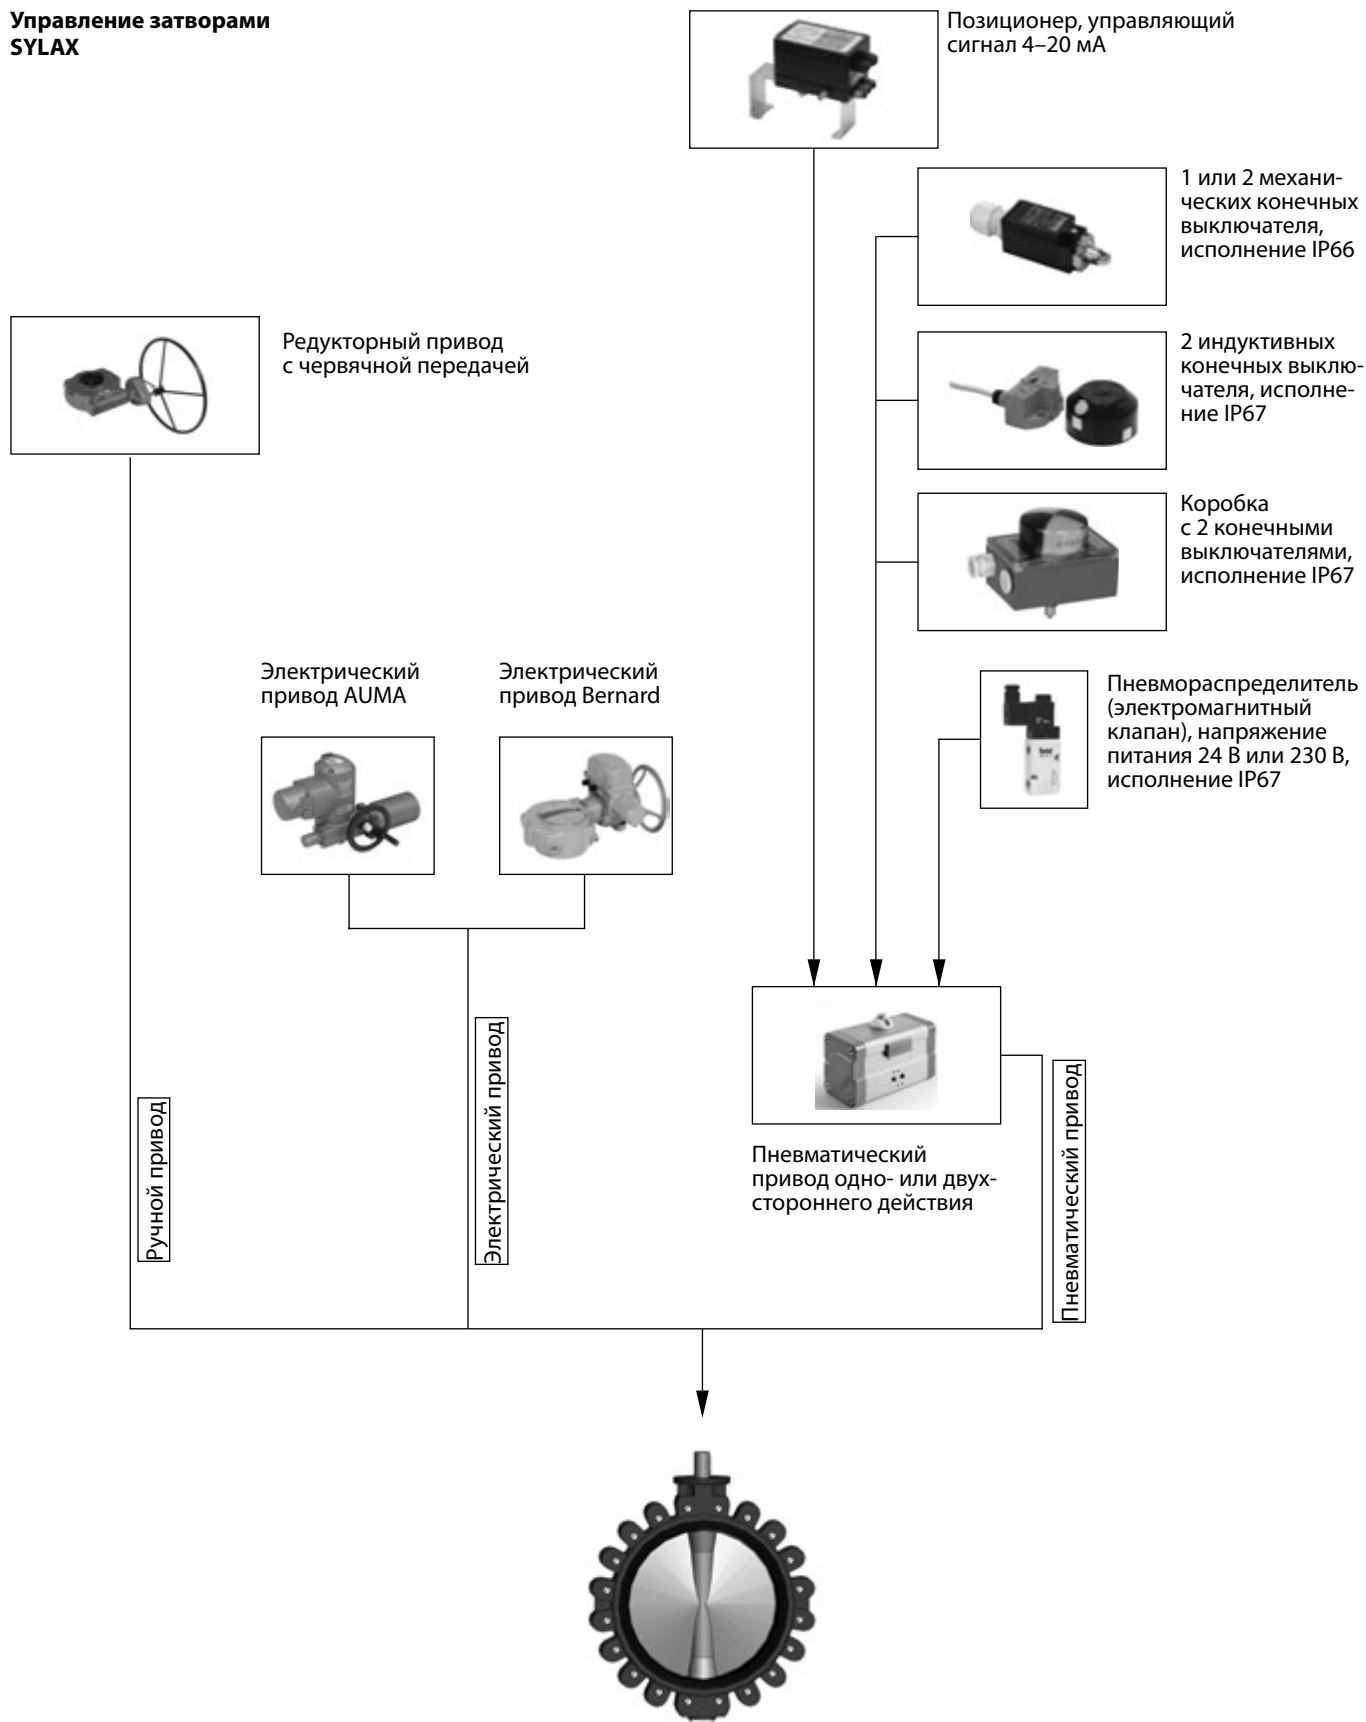 Управление затворами
SYLAX
Позиционер, управляющий
сигнал 4–20 мА
1 или 2 механи-
ческих конечных
выключателя,
исполнение IP66
Редукторный привод
с червячной передачей
2 индуктивных
конечных выклю-
чателя, исполне-
ние IP67
Коробка
с 2 конечными
выключателями,
исполнение IP67
Электрический
привод AUMA
Электрический
привод Bernard
Пневмораспределитель
(электромагнитный
клапан), напряжение
питания 24 В или 230 В,
исполнение IP67
Ручной привод
Электрический привод
Пневматический
привод одно- или двух-
стороннего действия
Пневматический привод